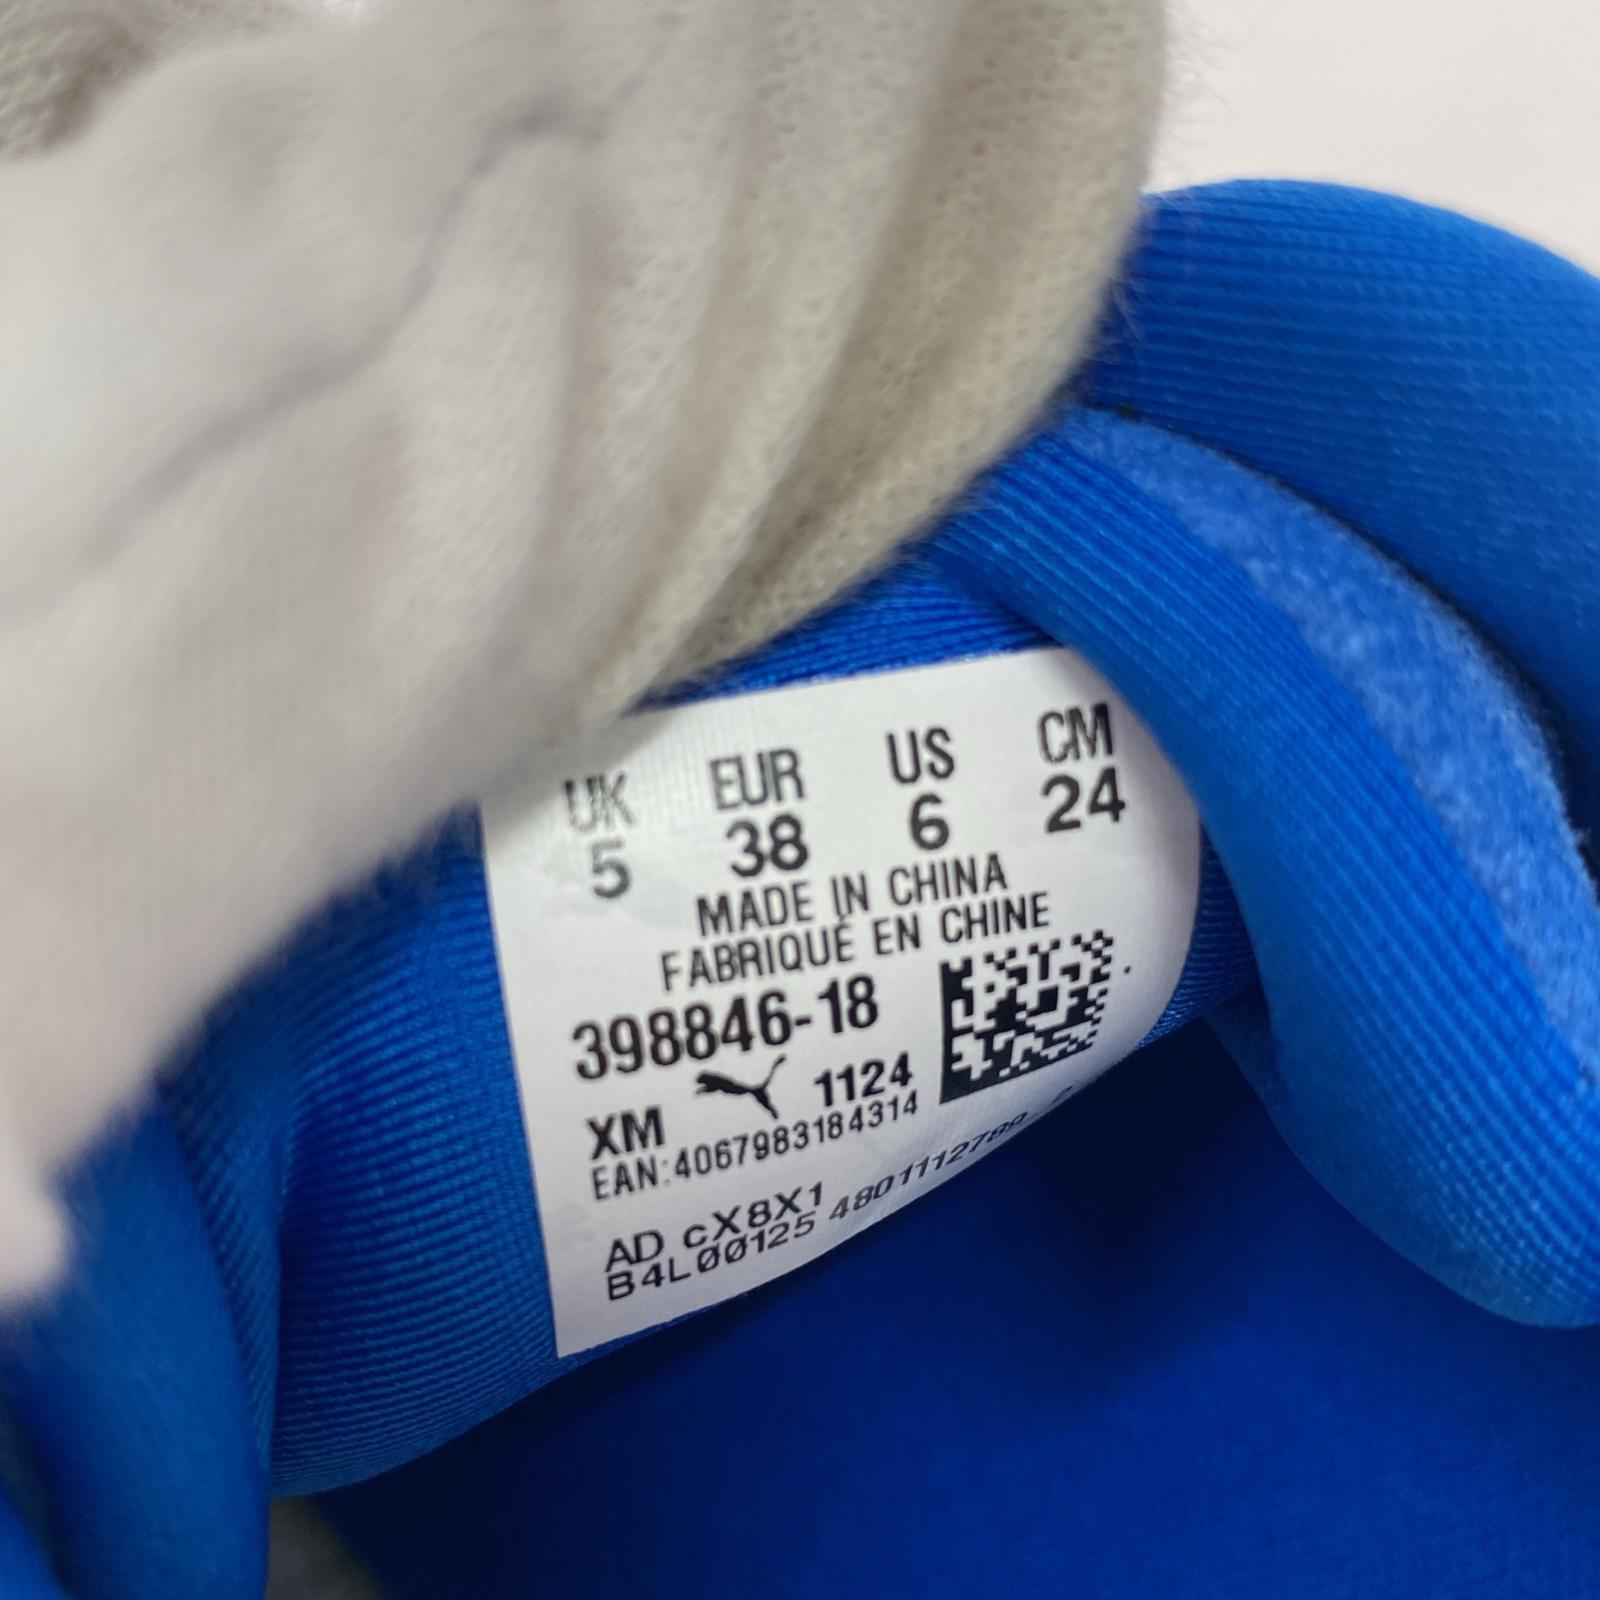 UK EUR US CM
5 38 6 24
MADE IN CHINA
FABRIQUÉ EN CHINE
398846-18
XM 1124
EAN:4067983184314
AD cX8X1
B4L00125 4801112789